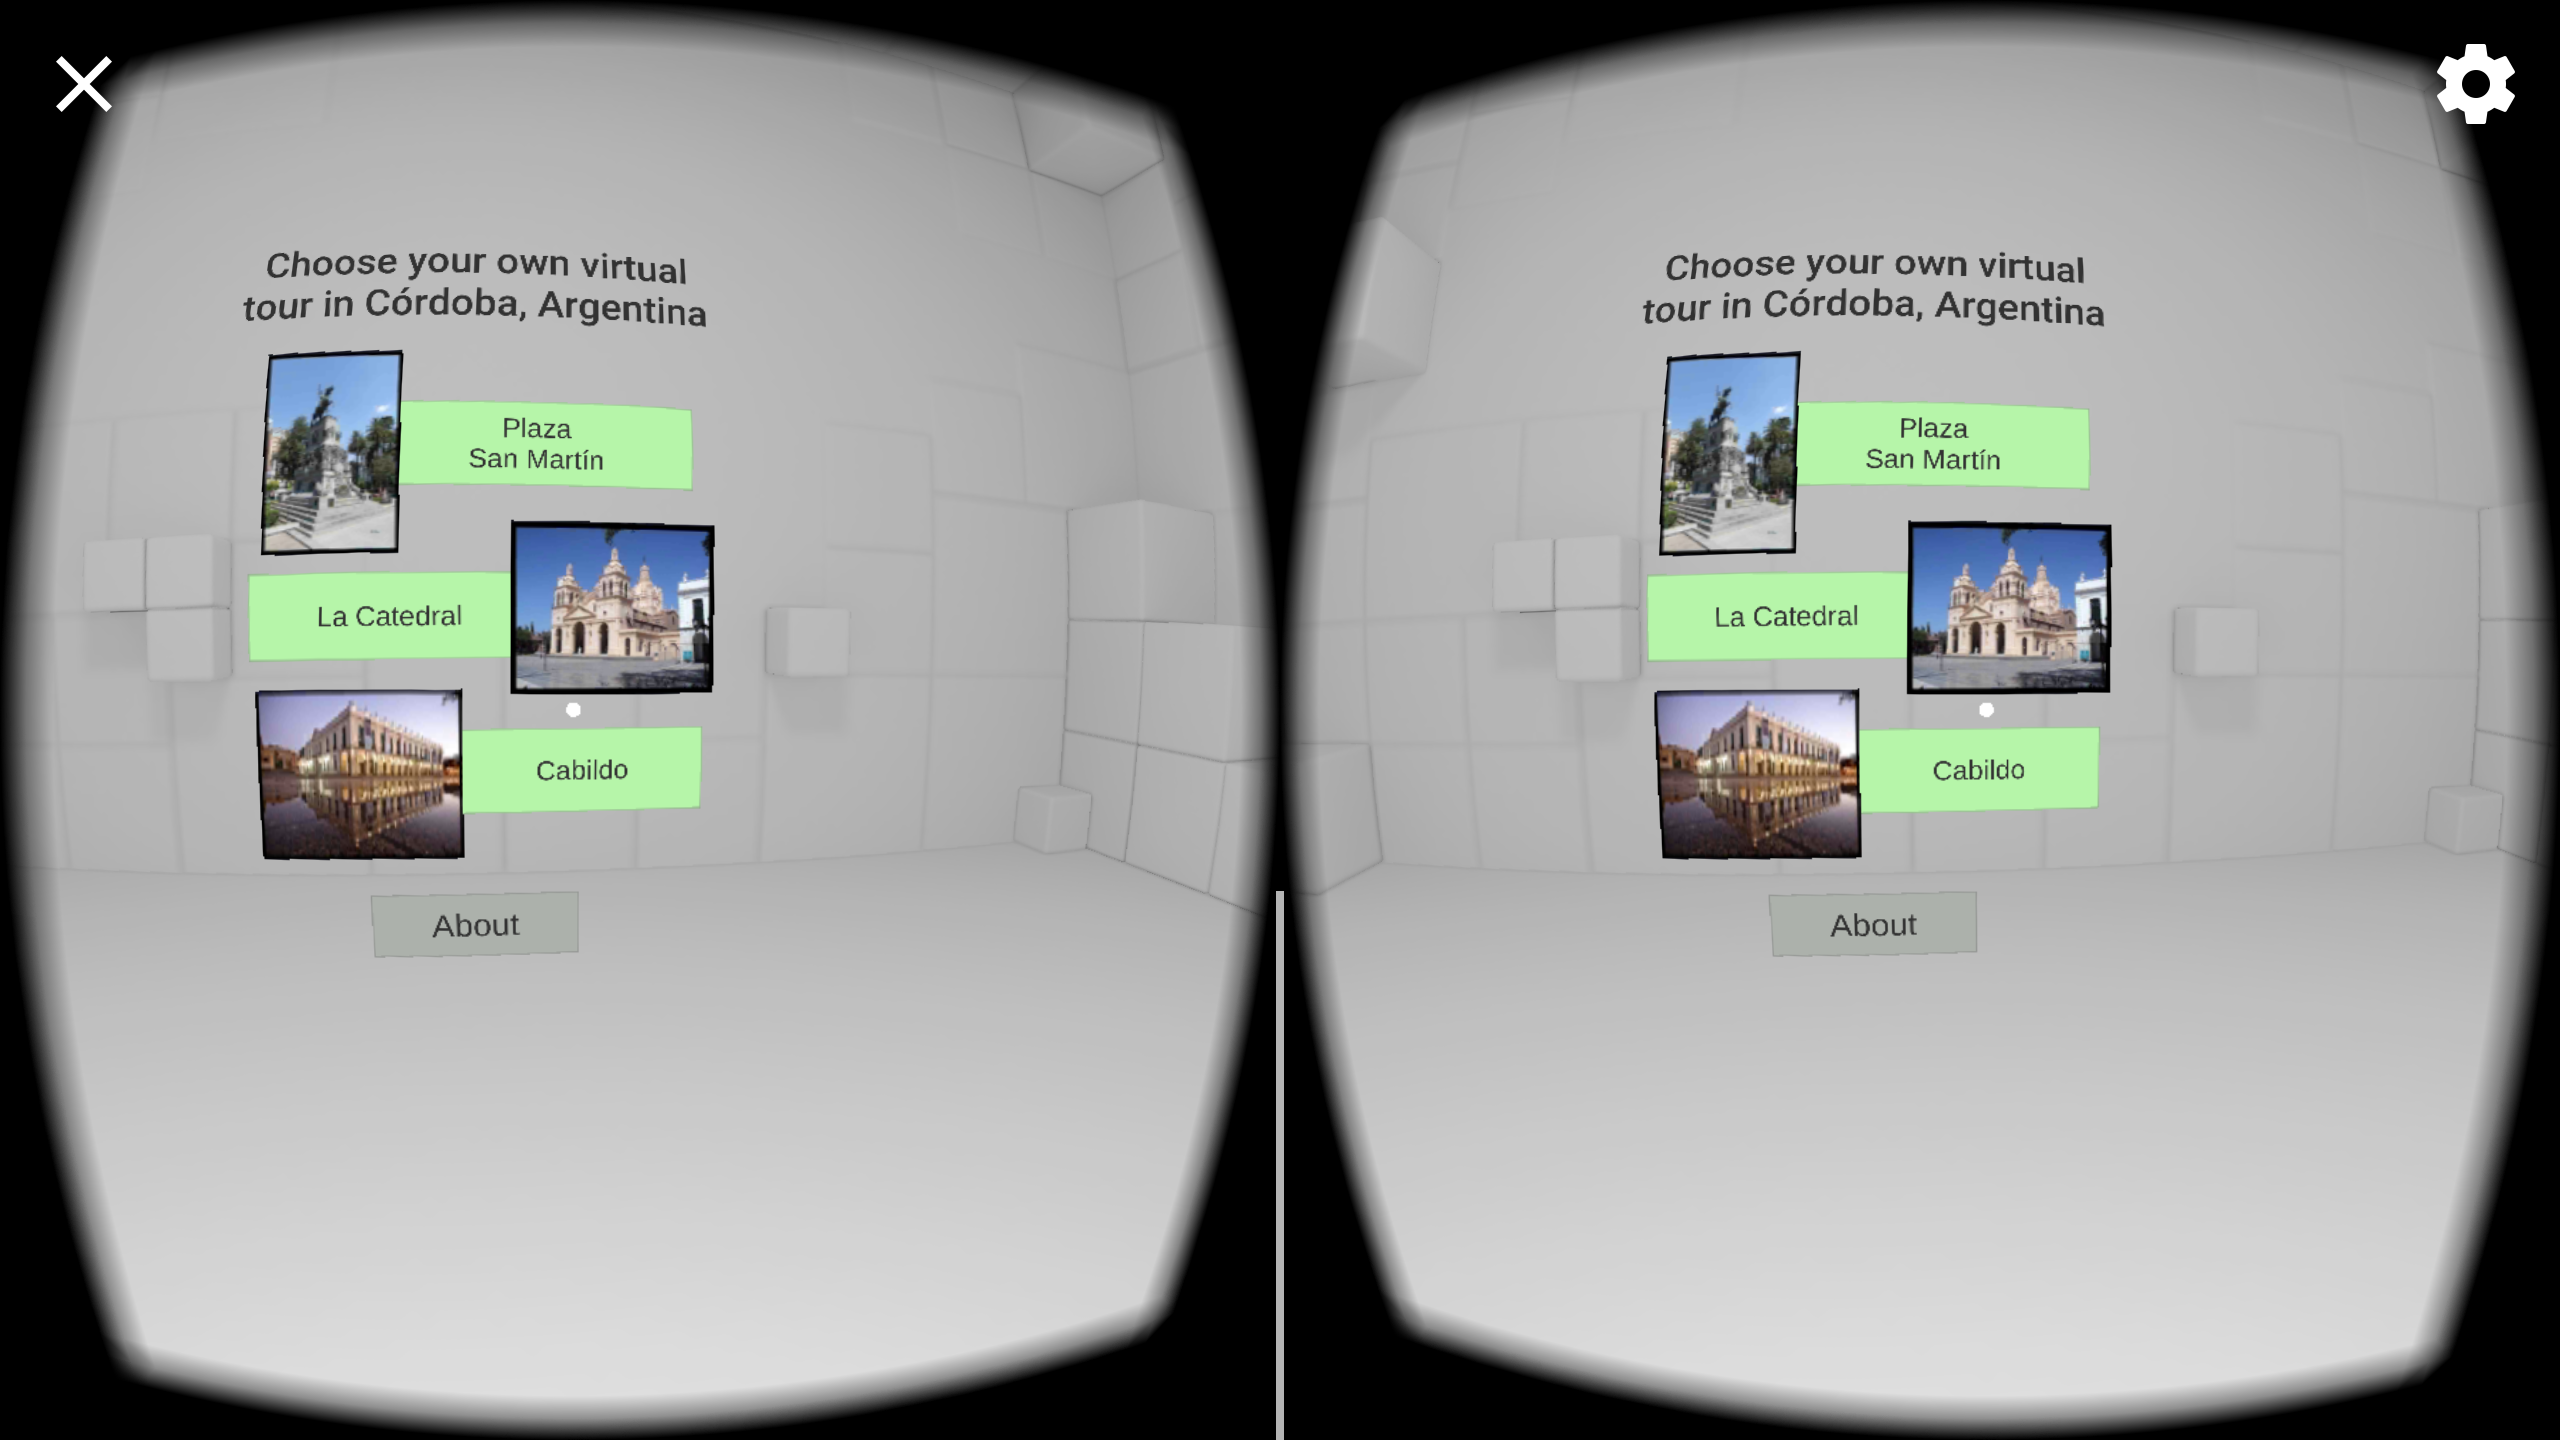 Choose your own virtual
tour in Córdoba, Argentina
Plaza
San Martín
La Catedral
Cabildo
About
Choose your own virtual
tour in Córdoba, Argentina
Plaza
San Martín
La Catedral
Cabildo
About